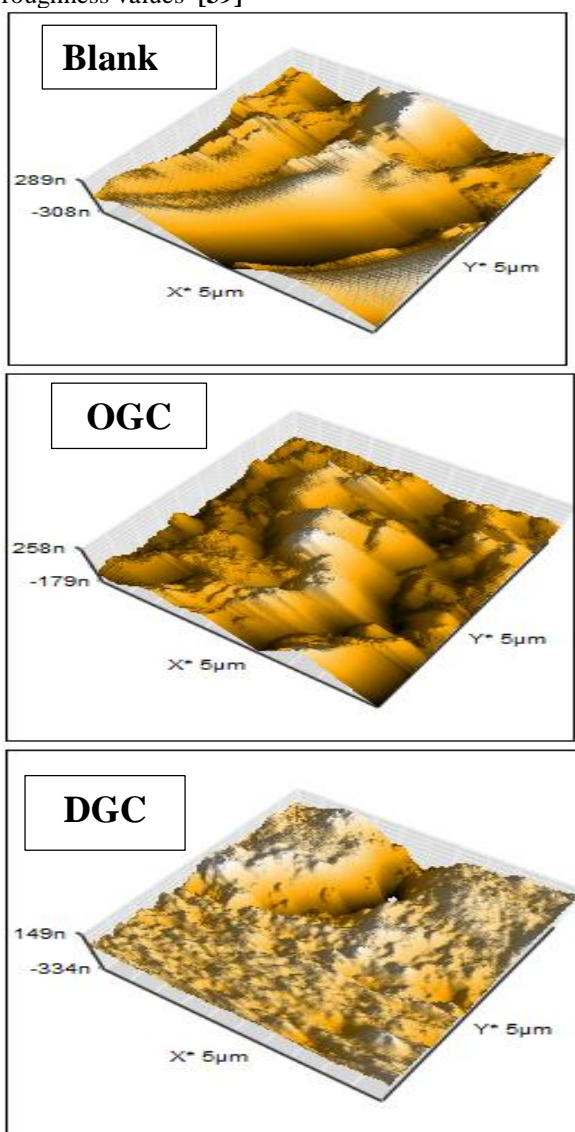 roughness values [39]
Blank
289n
-308n
X* 5µm
Y* 5µm
OGC
258n
-179n
X* 5µm
Y* 5µm
DGC
149n
-334n
X* 5µm
Y* 5µm